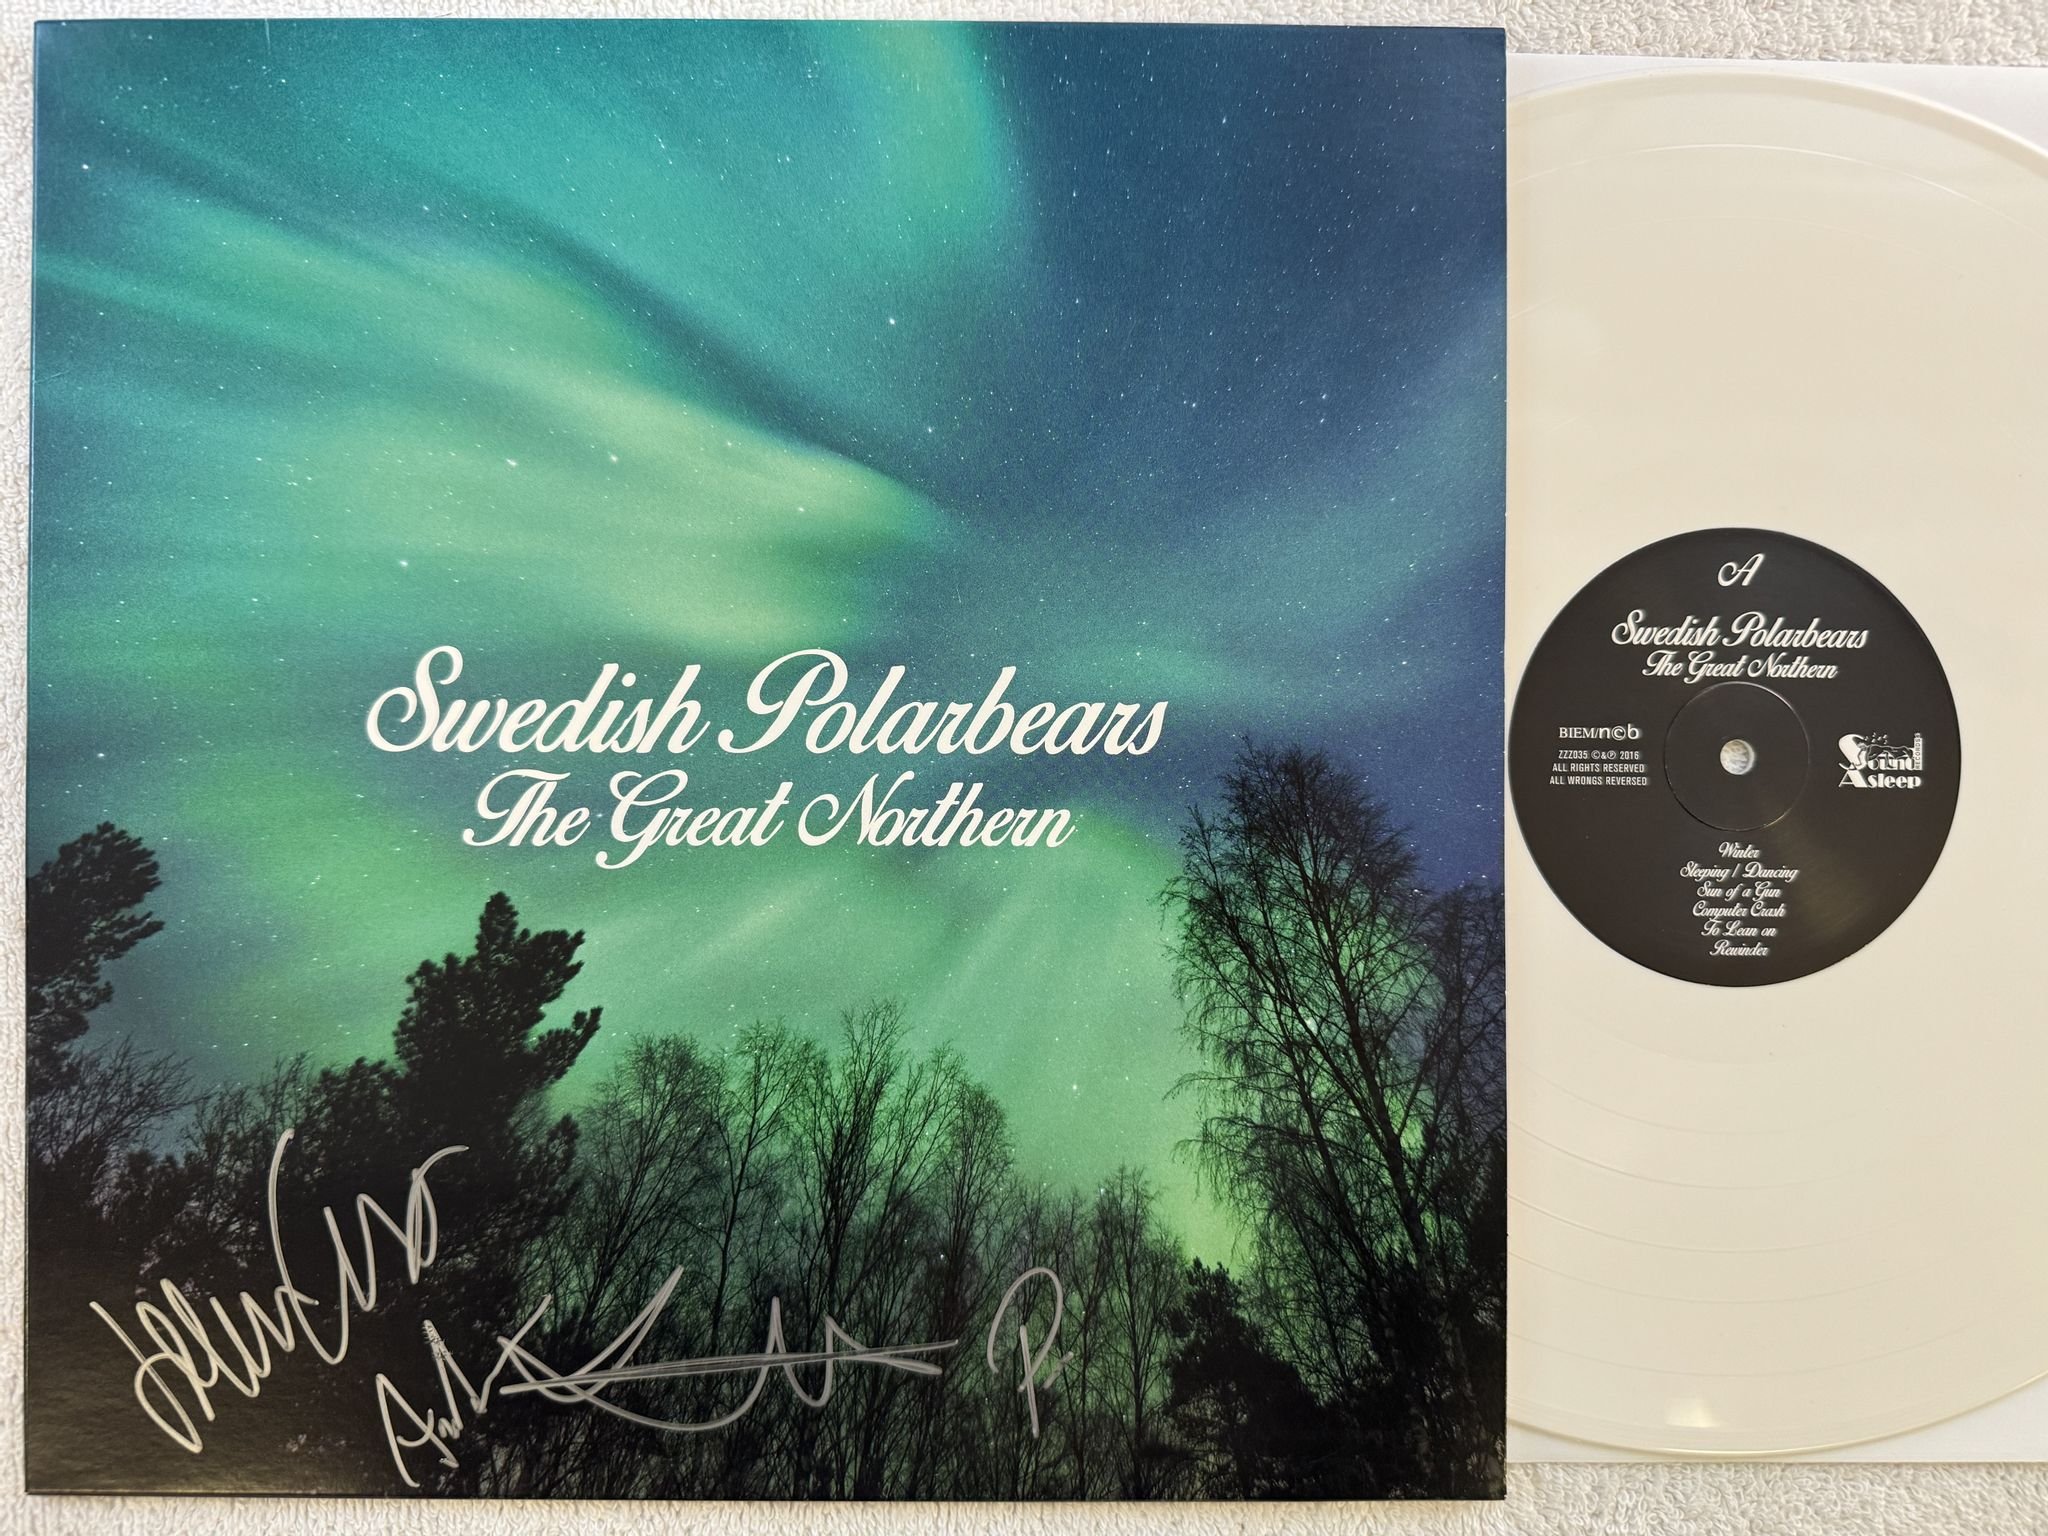 Swedish Polarbears
The Great Northern
A
Swedish Polarbears
The Great Northern
BIEM/n©b
ZZZ035 ©&℗ 2016
ALL RIGHTS RESERVED
ALL WRONGS REVERSED
Sound
Asleep
RECORDS
Winter
Sleeping / Dancing
Sun of a Gun
Computer Crash
To Lean on
Rewinder